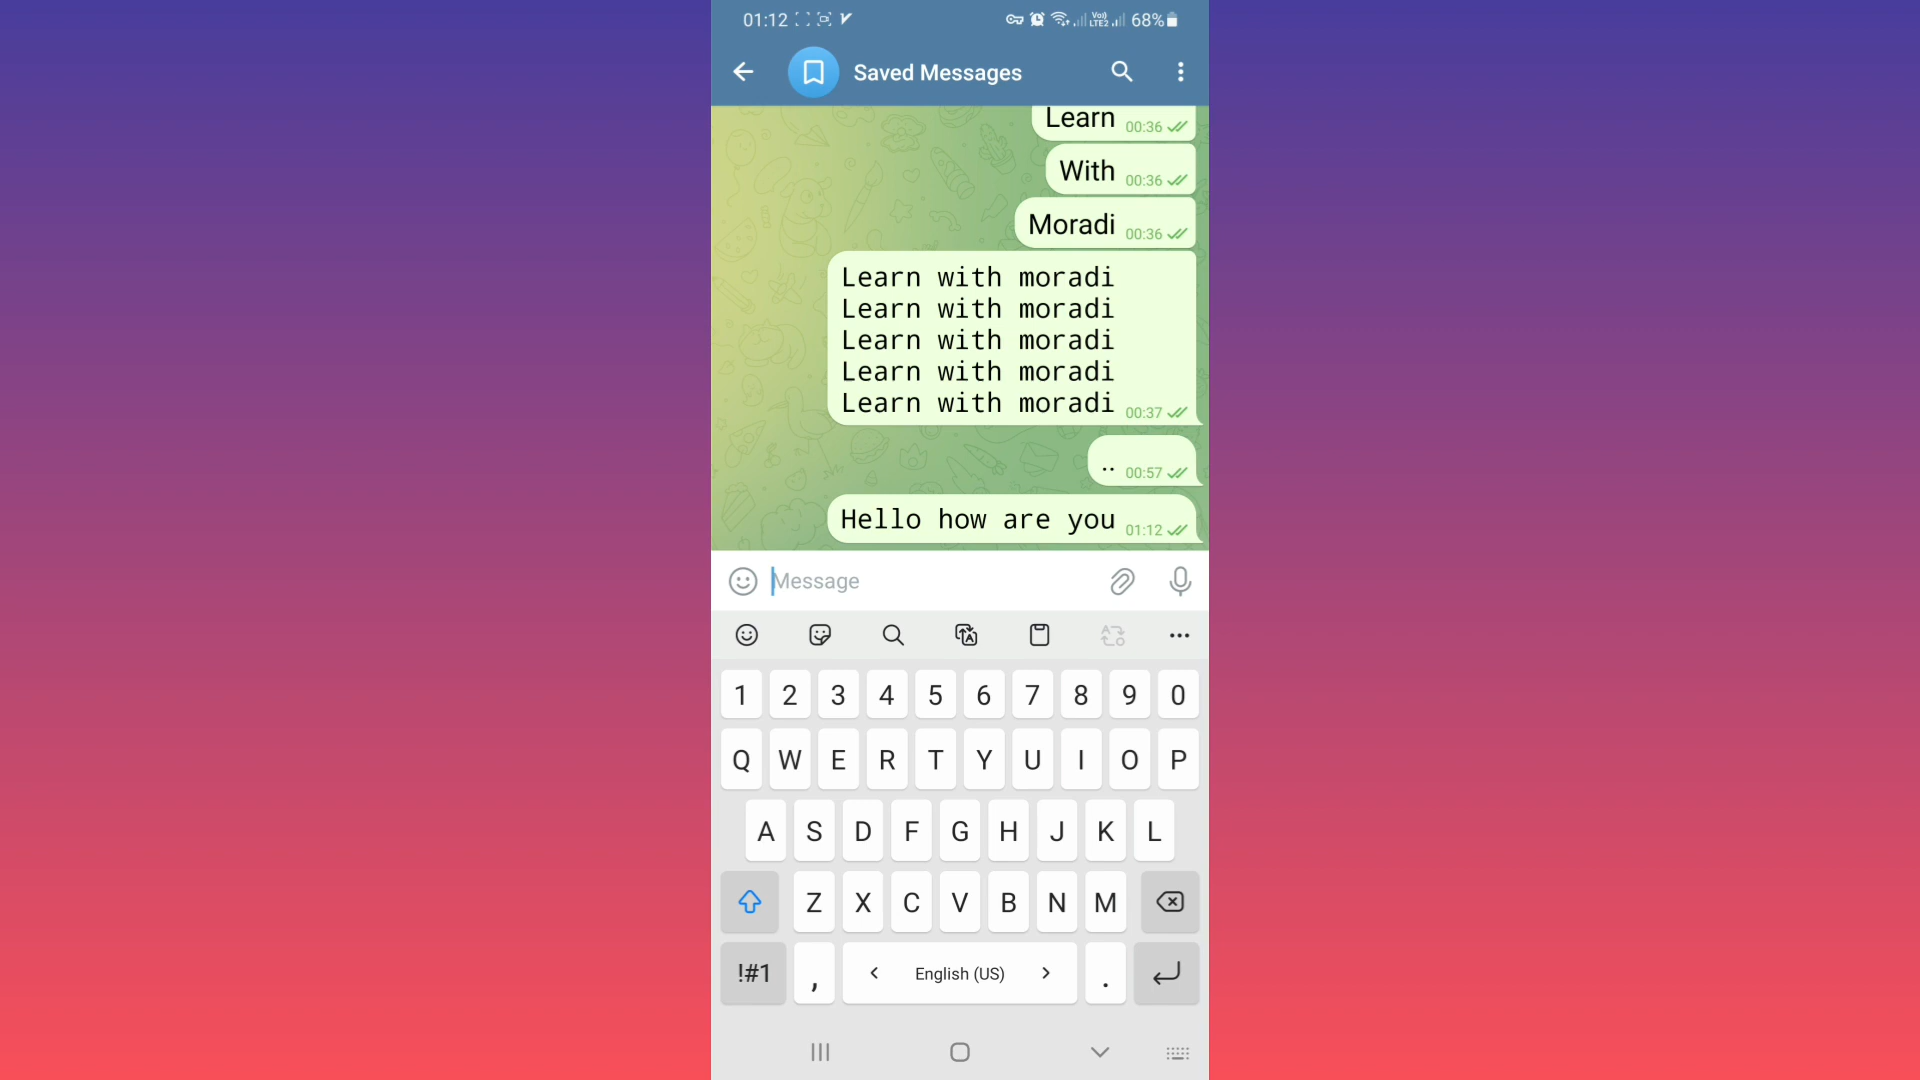 01:12 Vo)) LTE2 68%
Saved Messages
Learn 00:36
With 00:36
Moradi 00:36
Learn with moradi
Learn with moradi
Learn with moradi
Learn with moradi
Learn with moradi 00:37
.. 00:57
Hello how are you 01:12
Message
1 2 3 4 5 6 7 8 9 0
Q W E R T Y U I O P
A S D F G H J K L
Z X C V B N M
!#1 , < English (US) > .